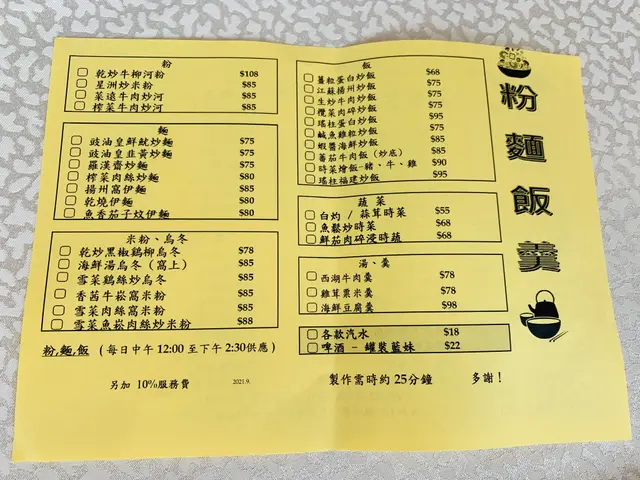 粉
乾炒牛柳河粉 $108
星洲炒米粉 $85
菜遠牛肉炒河 $85
榨菜牛肉炒河 $85
麵
豉油皇鮮魷炒麵 $75
豉油皇韭黃炒麵 $75
羅漢齋炒麵 $75
榨菜肉絲炒麵 $80
揚州窩伊麵 $80
乾燒伊麵 $80
魚香茄子炆伊麵 $80
米粉、烏冬
乾炒黑椒鷄柳烏冬 $78
海鮮湯烏冬（窩上） $85
雪菜鷄絲炒烏冬 $85
香茜牛崧窩米粉 $85
雪菜肉絲窩米粉 $85
雪菜魚崧肉絲炒米粉 $88
粉,麵,飯 （每日中午 12:00 至下午 2:30供應）
另加 10%服務費 2021.9.
飯
薑粒蛋白炒飯 $68
江蘇揚州炒飯 $75
生炒牛肉炒飯 $75
欖菜肉碎炒飯 $75
瑤柱蛋白炒飯 $95
鹹魚雞粒炒飯 $75
蝦醬海鮮炒飯 $85
蕃茄牛肉飯（炒底） $85
時菜燴飯-豬、牛、雞 $90
瑤柱福建炒飯 $95
蔬菜
白灼 / 蒜茸時菜 $55
魚鬆炒時菜 $68
鮮茄肉碎浸時蔬 $68
湯、羹
西湖牛肉羹 $78
雞茸粟米羹 $78
海鮮豆腐羹 $98
各款汽水 $18
啤酒 - 罐裝藍妹 $22
製作需時約 25分鐘 多謝！
粉
麵
飯
羹